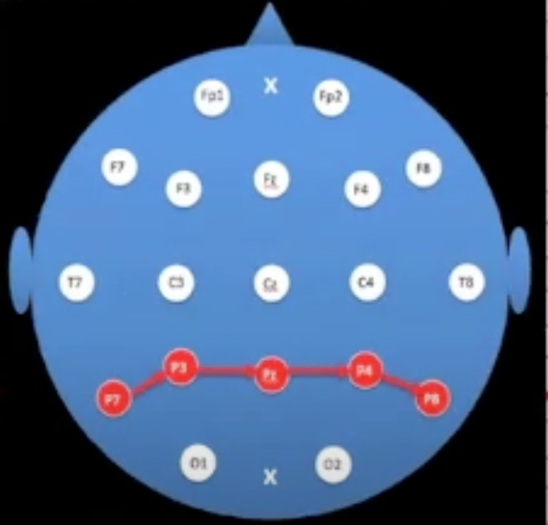 X
Fp1 Fp2
F7 F8
F3 Fz F4
T7 C3 Cz C4 T8
P3 Pz P4
P7 P8
O1 O2
X